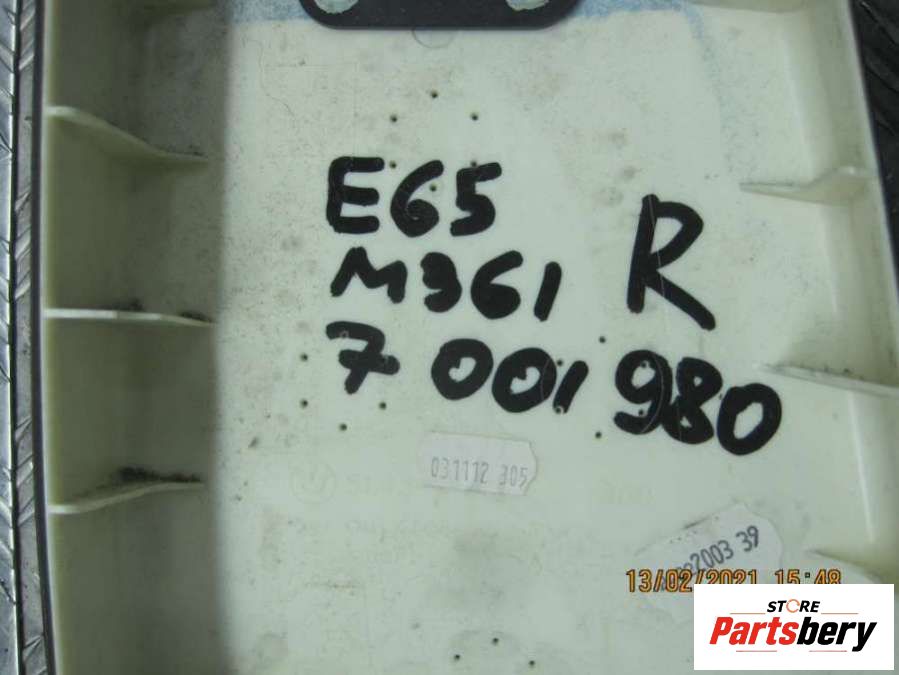 E65
M361 R
7 001 980
031112 305
2003 39
13/02/2021 15:48
STORE
Partsbery